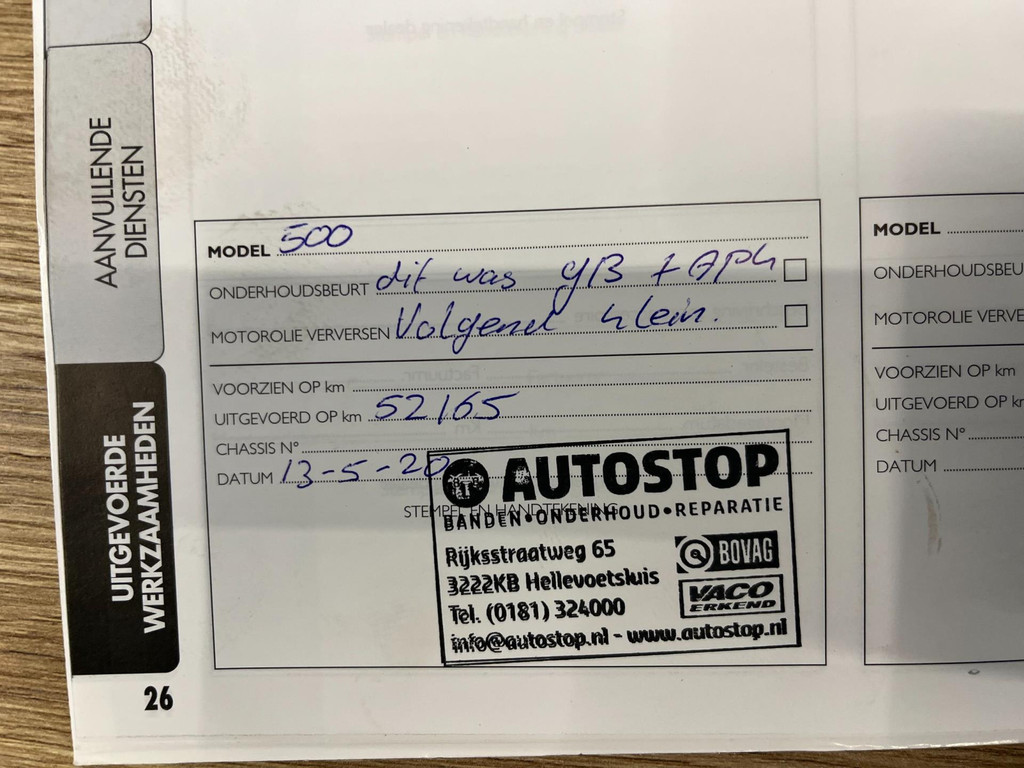 AANVULLENDE
DIENSTEN
UITGEVOERDE
WERKZAAMHEDEN
26
MODEL 500
ONDERHOUDSBEURT dit was gB + APK
MOTOROLIE VERVERSEN Volgend klein.
VOORZIEN OP km
UITGEVOERD OP km 52165
CHASSIS N°
DATUM 13-5-20
STEMPEL EN HANDTEKENING
AUTOSTOP
BANDEN•ONDERHOUD•REPARATIE
Rijksstraatweg 65
3222KB Hellevoetsluis
Tel. (0181) 324000
info@autostop.nl - www.autostop.nl
BOVAG
VACO
ERKEND
MODEL
ONDERHOUDSBEU
MOTOROLIE VERVE
VOORZIEN OP km
UITGEVOERD OP k
CHASSIS N°
DATUM